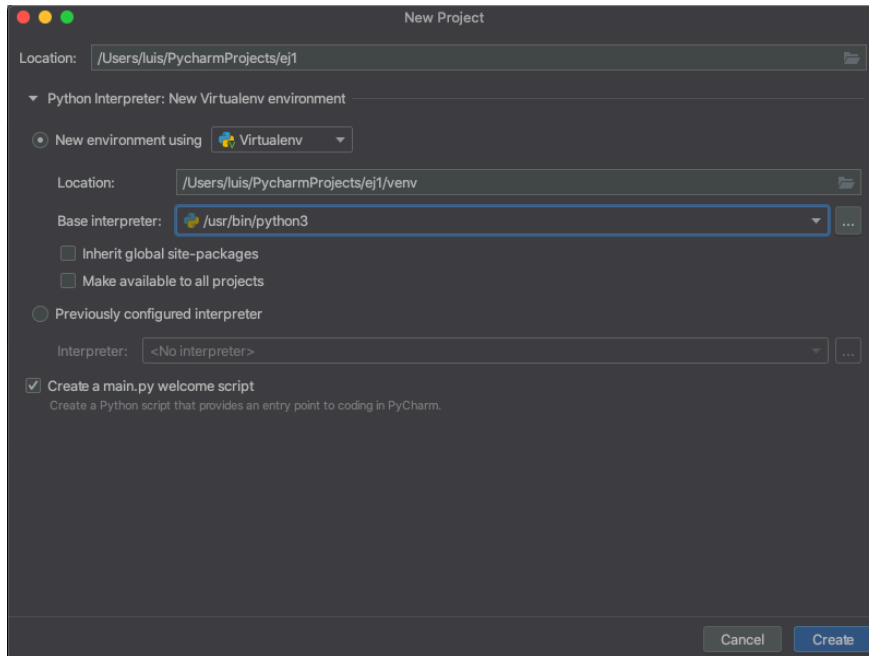 New Project
Location: /Users/luis/PycharmProjects/ej1
Python Interpreter: New Virtualenv environment
New environment using Virtualenv
Location: /Users/luis/PycharmProjects/ej1/venv
Base interpreter: /usr/bin/python3 ...
Inherit global site-packages
Make available to all projects
Previously configured interpreter
Interpreter: <No interpreter> ...
Create a main.py welcome script
Create a Python script that provides an entry point to coding in PyCharm.
Cancel Create